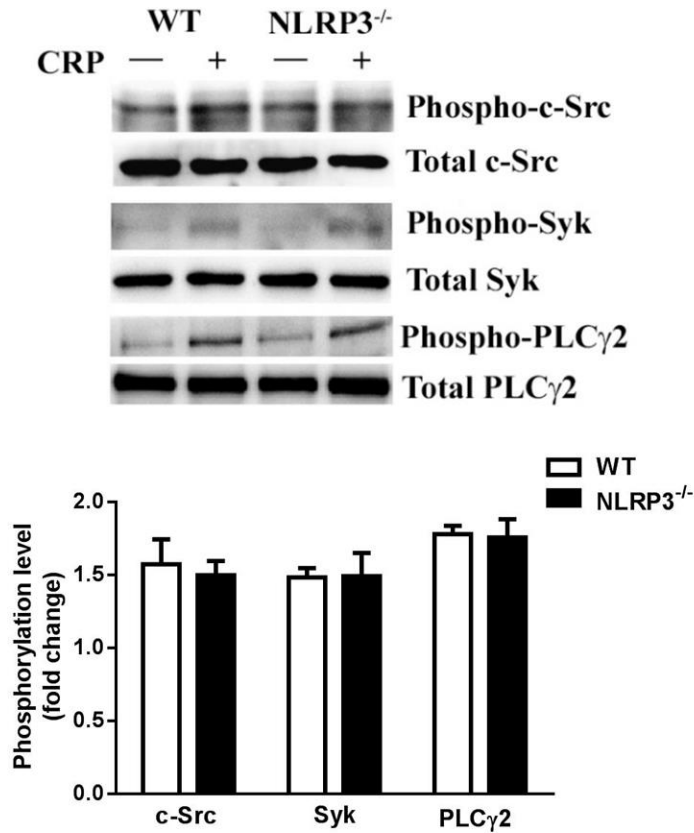 WT NLRP3-/-
CRP — + — +
Phospho-c-Src
Total c-Src
Phospho-Syk
Total Syk
Phospho-PLCγ2
Total PLCγ2
WT
NLRP3-/-
Phosphorylation level
(fold change)
2.0
1.5
1.0
0.5
0.0
c-Src Syk PLCγ2